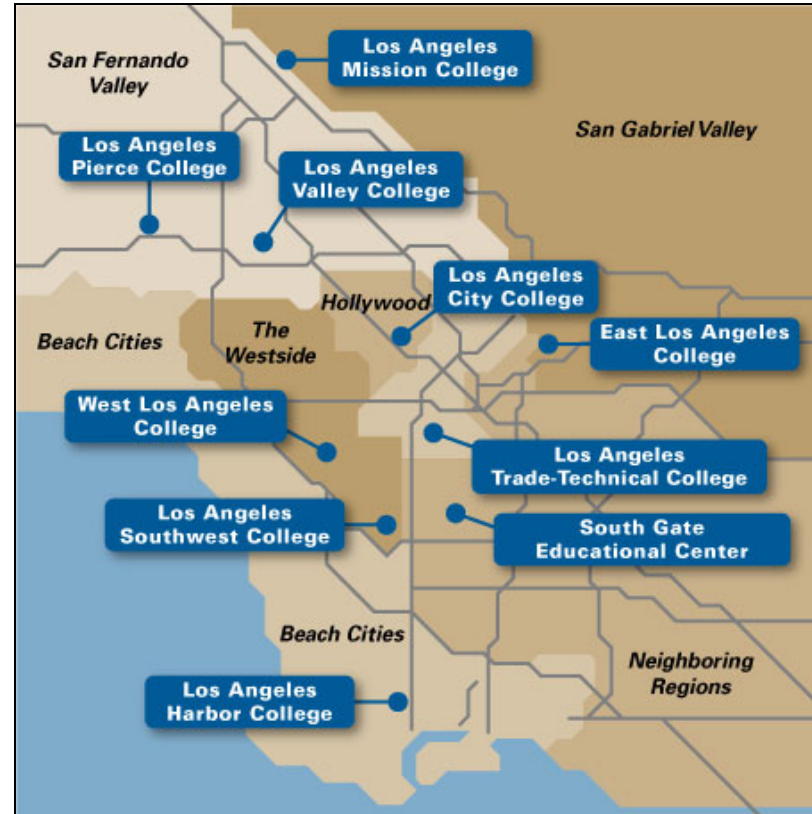 Los Angeles
Mission College
San Fernando
Valley
San Gabriel Valley
Los Angeles
Pierce College
Los Angeles
Valley College
Los Angeles
City College
Hollywood
The
Westside
Beach Cities
East Los Angeles
College
West Los Angeles
College
Los Angeles
Trade-Technical College
Los Angeles
Southwest College
South Gate
Educational Center
Beach Cities
Neighboring
Regions
Los Angeles
Harbor College